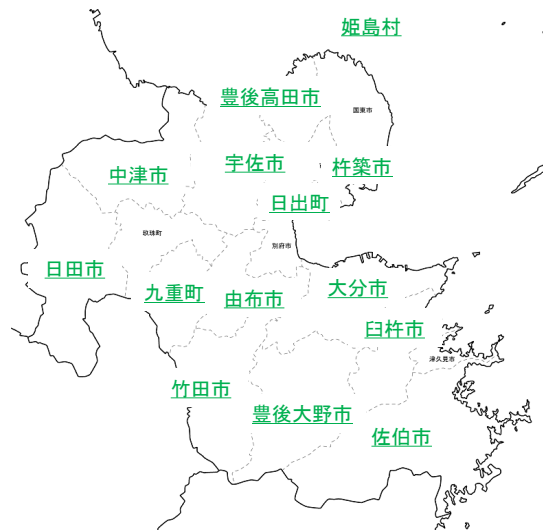 姫島村
豊後高田市
国東市
宇佐市
杵築市
中津市
日出町
玖珠町
別府市
日田市
九重町
由布市
大分市
臼杵市
津久見市
竹田市
豊後大野市
佐伯市